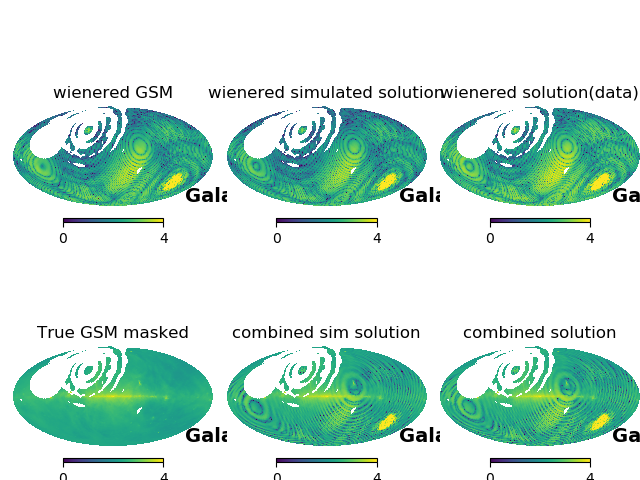 wienered GSM
wienered simulated solution
wienered solution(data)
Gala
Gala
Ga
0 4
0 4
0 4
True GSM masked
combined sim solution
combined solution
Gala
Gala
Ga
0 4
0 4
0 4